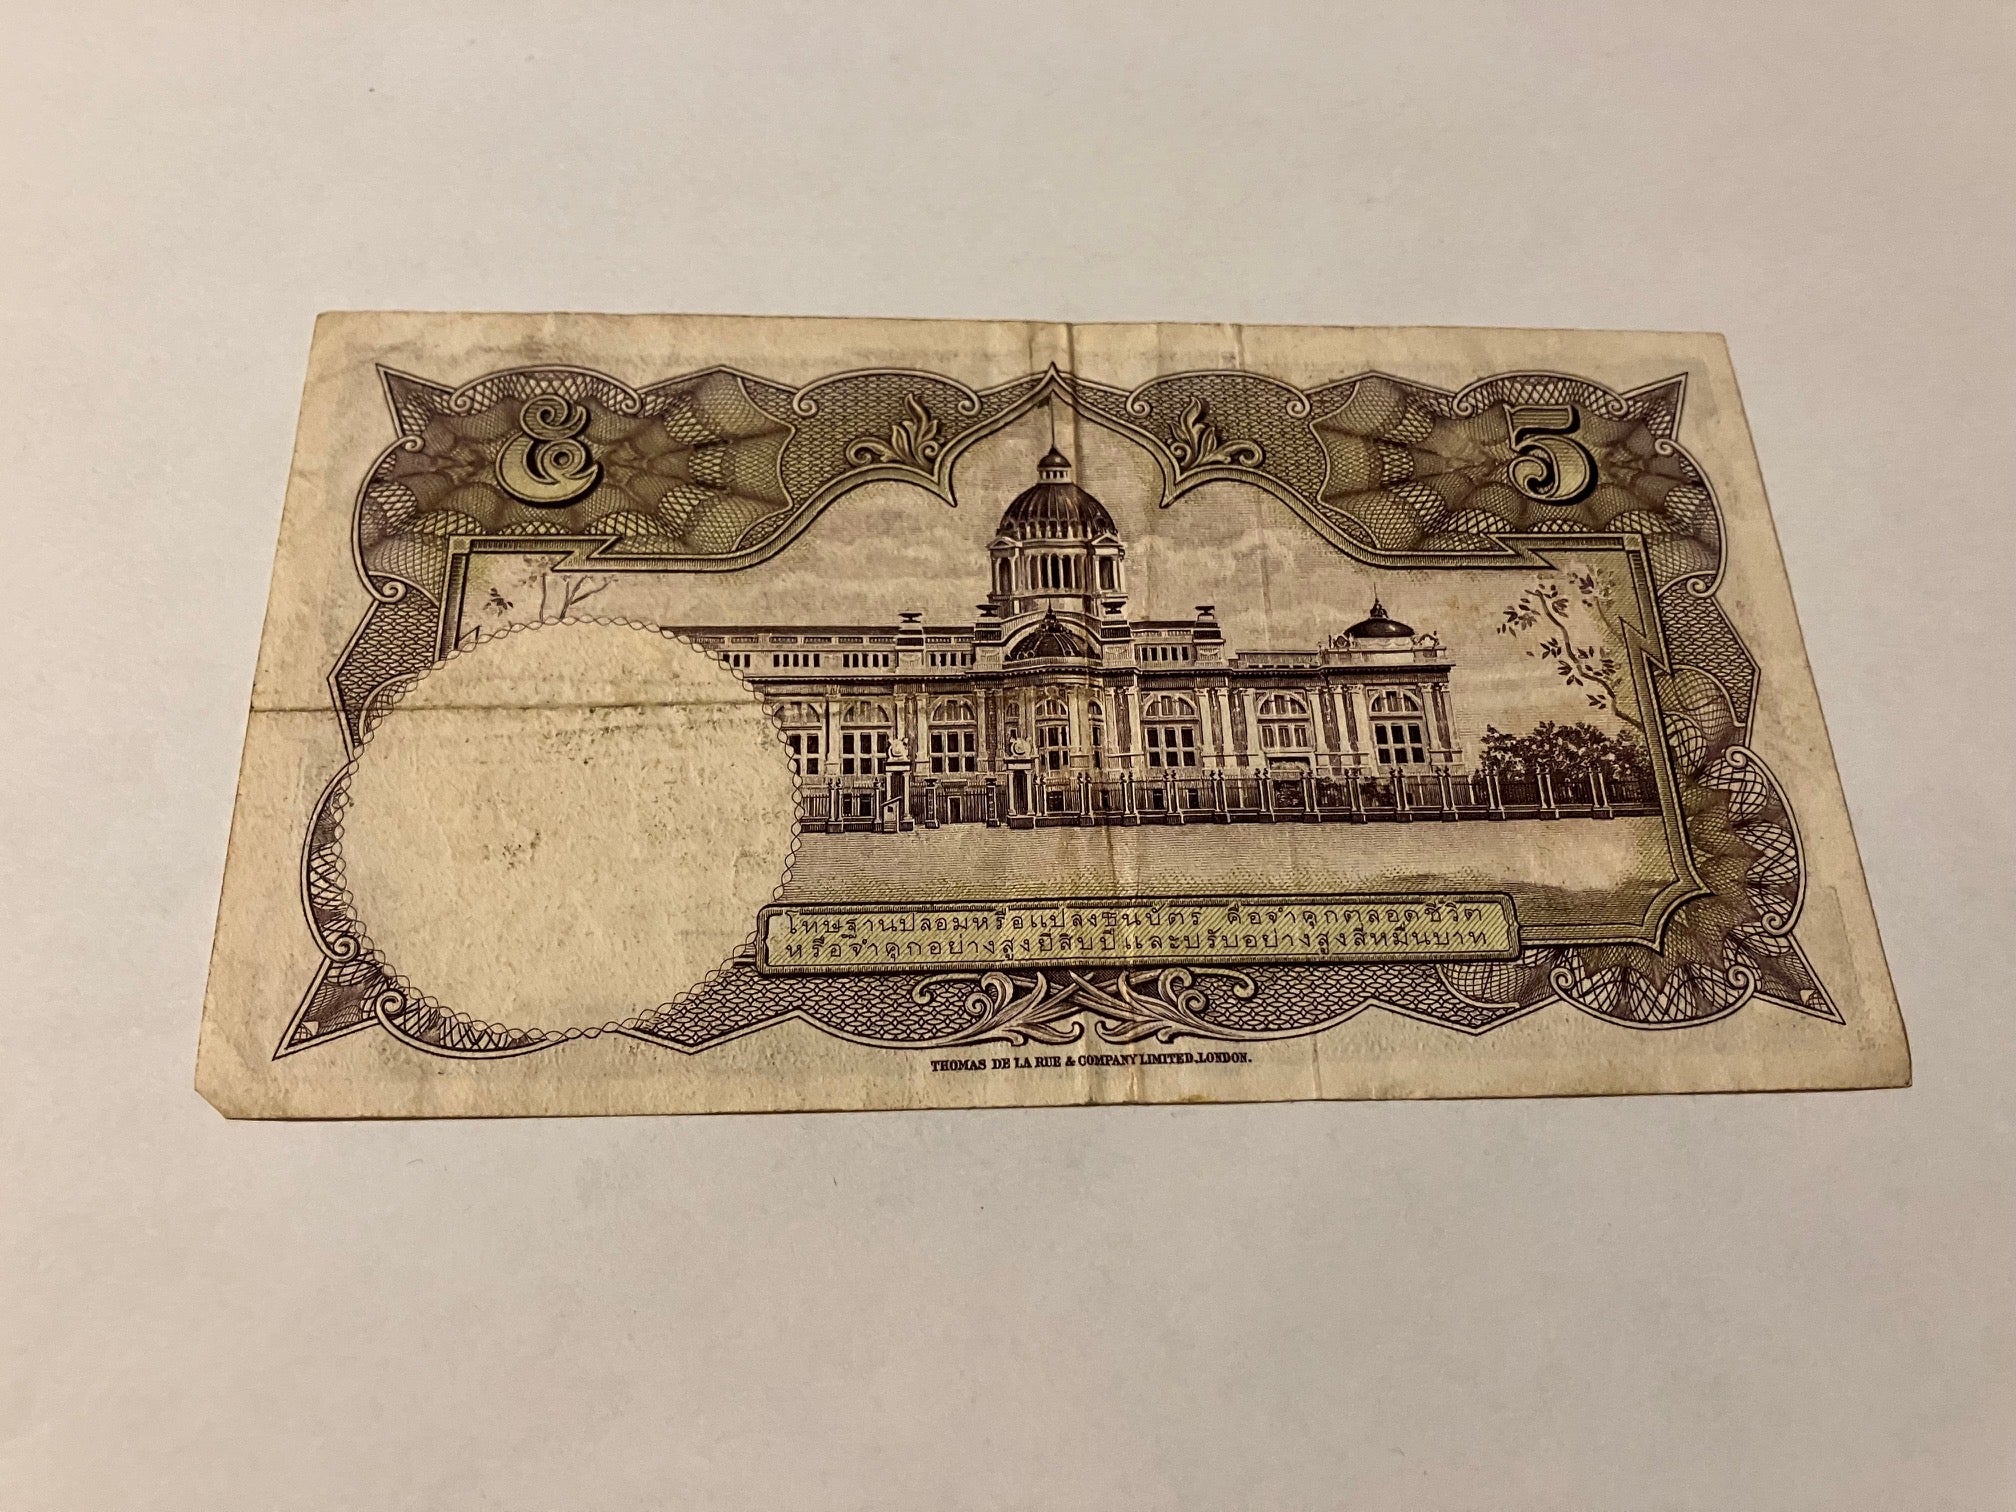 ๕
5
โทษฐานปลอมหรือแปลงธนบัตร คือจำคุกตลอดชีวิต
หรือจำคุกอย่างสูงยี่สิบปีและปรับอย่างสูงสี่หมื่นบาท
THOMAS DE LA RUE & COMPANY LIMITED, LONDON.